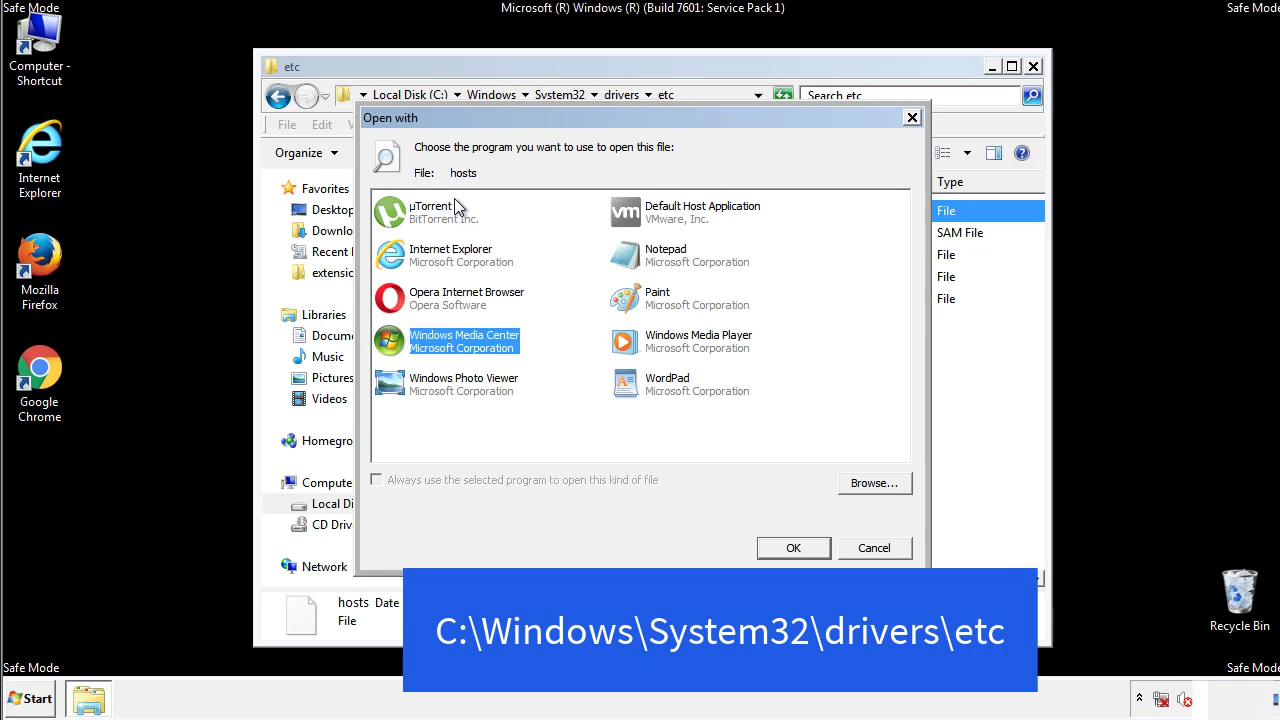 Safe Mode
Microsoft (R) Windows (R) (Build 7601: Service Pack 1)
Safe Mode
Computer - Shortcut
Internet Explorer
Mozilla Firefox
Google Chrome
Recycle Bin
etc
Local Disk (C:) Windows System32 drivers etc
Search etc
File Edit
Organize
Type
Favorites
Desktop
Downlo
Recent
extensic
Libraries
Docum
Music
Pictures
Videos
Homegro
Compute
Local Di
CD Driv
Network
File
SAM File
File
File
File
Open with
Choose the program you want to use to open this file:
File: hosts
µTorrent
BitTorrent Inc.
Default Host Application
VMware, Inc.
Internet Explorer
Microsoft Corporation
Notepad
Microsoft Corporation
Opera Internet Browser
Opera Software
Paint
Microsoft Corporation
Windows Media Center
Microsoft Corporation
Windows Media Player
Microsoft Corporation
Windows Photo Viewer
Microsoft Corporation
WordPad
Microsoft Corporation
Always use the selected program to open this kind of file
Browse...
OK
Cancel
hosts Date
File
C:\Windows\System32\drivers\etc
Safe Mode
Safe Mode
Start